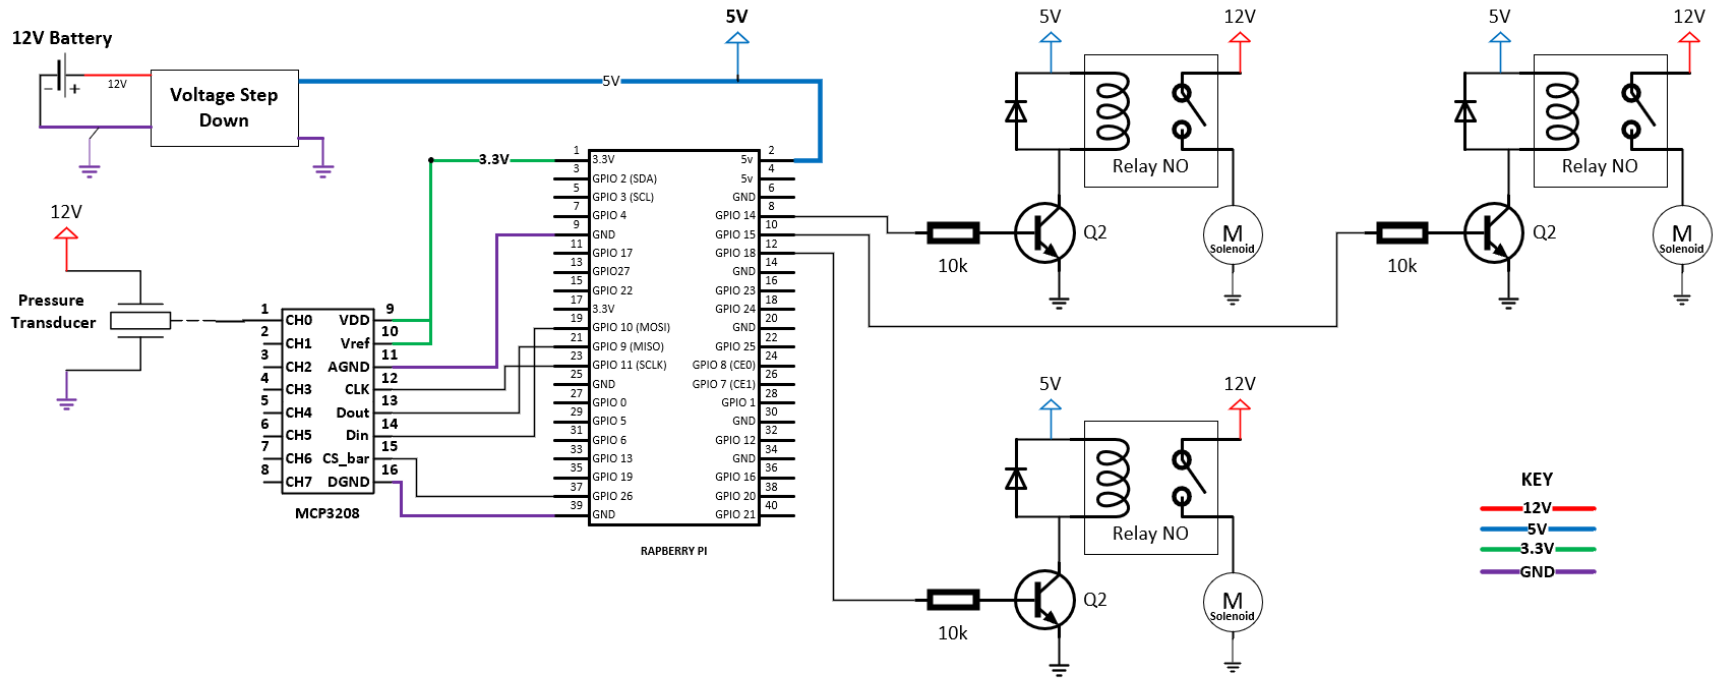 5V
12V Battery
12V
Voltage Step
Down
5V
12V
Pressure
Transducer
3.3V
1 CH0 VDD 9
2 CH1 Vref 10
3 CH2 AGND 11
4 CH3 CLK 12
5 CH4 Dout 13
6 CH5 Din 14
7 CH6 CS_bar 15
8 CH7 DGND 16
MCP3208
1 3.3V 5v 2
3 GPIO 2 (SDA) 5v 4
5 GPIO 3 (SCL) GND 6
7 GPIO 4 GPIO 14 8
9 GND GPIO 15 10
11 GPIO 17 GPIO 18 12
13 GPIO27 GND 14
15 GPIO 22 GPIO 23 16
17 3.3V GPIO 24 18
19 GPIO 10 (MOSI) GND 20
21 GPIO 9 (MISO) GPIO 25 22
23 GPIO 11 (SCLK) GPIO 8 (CE0) 24
25 GND GPIO 7 (CE1) 26
27 GPIO 0 GPIO 1 28
29 GPIO 5 GND 30
31 GPIO 6 GPIO 12 32
33 GPIO 13 GND 34
35 GPIO 19 GPIO 16 36
37 GPIO 26 GPIO 20 38
39 GND GPIO 21 40
RAPBERRY PI
5V 12V
Relay NO
Q2
10k
M
Solenoid
5V 12V
Relay NO
Q2
10k
M
Solenoid
5V 12V
Relay NO
Q2
10k
M
Solenoid
KEY
12V
5V
3.3V
GND